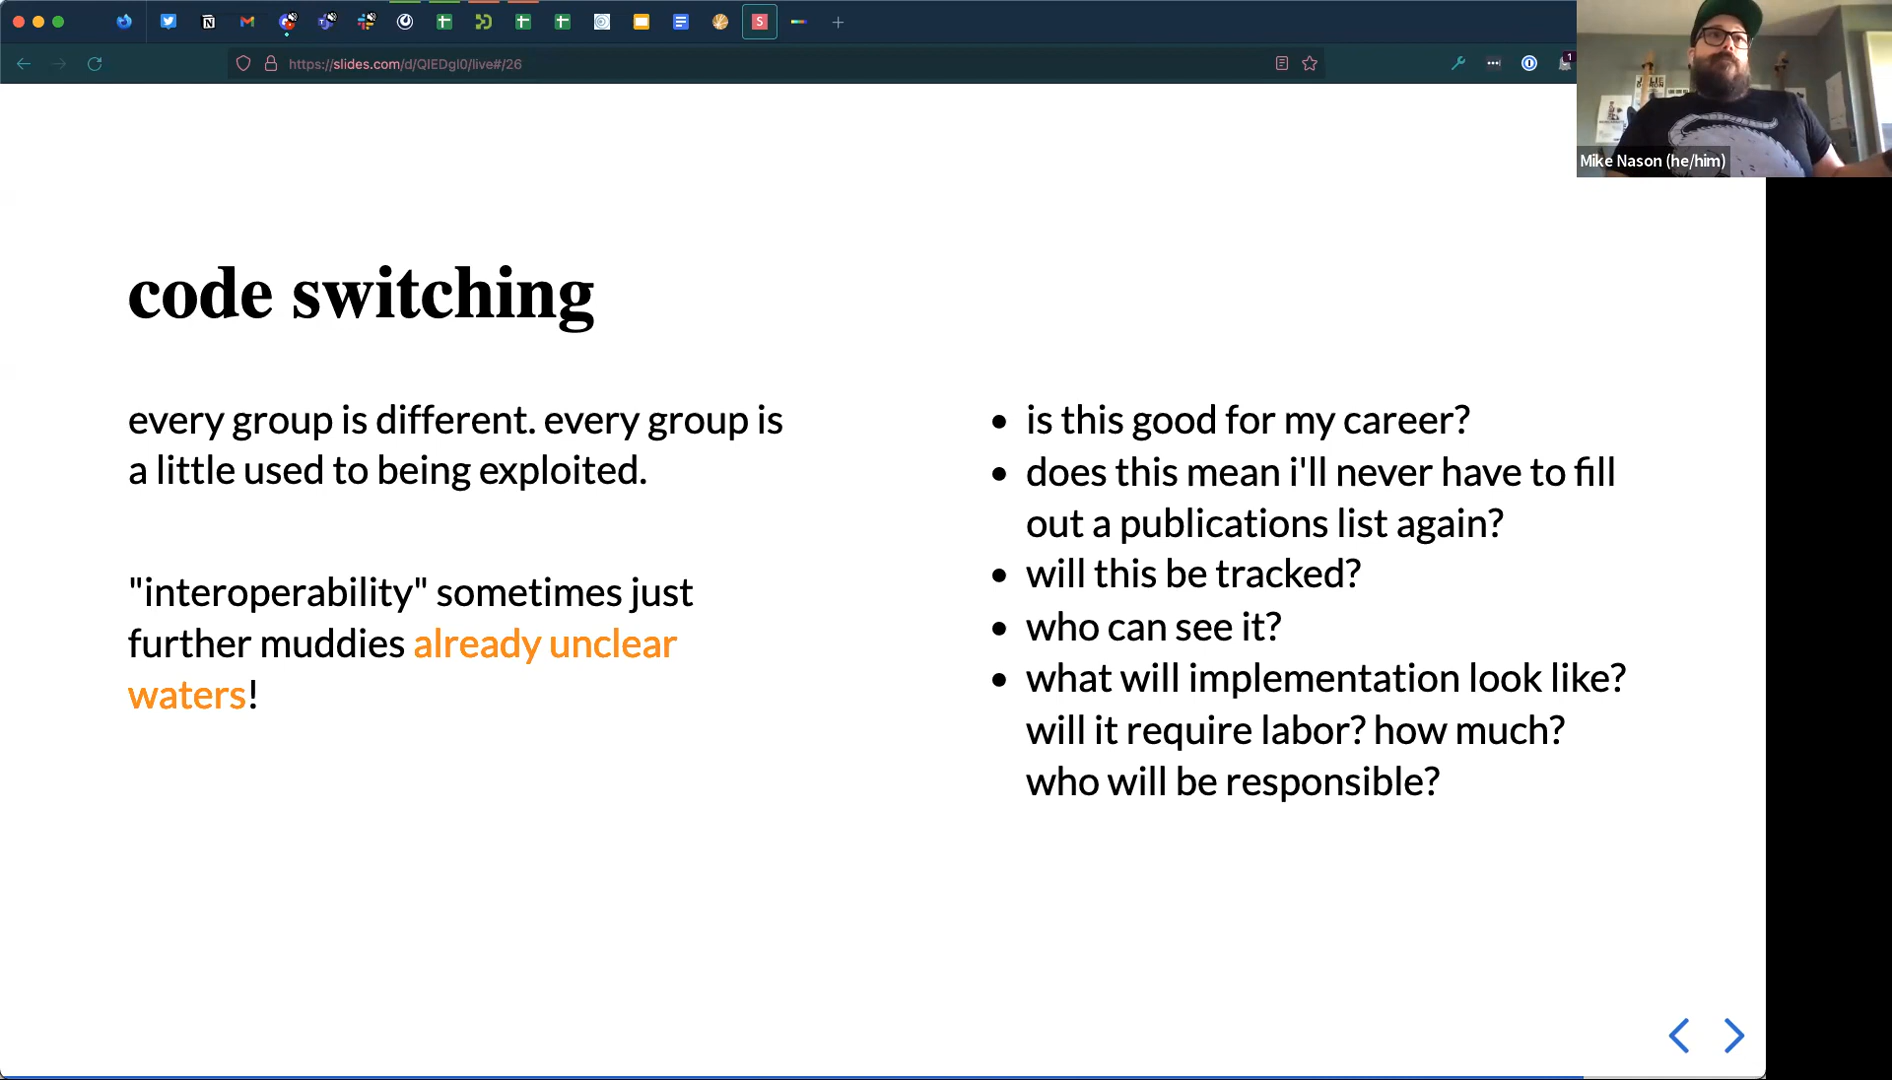 https://slides.com/d/QIEDgl0/live#/26
1
Mike Nason (he/him)
code switching
every group is different. every group is
a little used to being exploited.
"interoperability" sometimes just
further muddies already unclear
waters!
• is this good for my career?
• does this mean i'll never have to fill
out a publications list again?
• will this be tracked?
• who can see it?
• what will implementation look like?
will it require labor? how much?
who will be responsible?